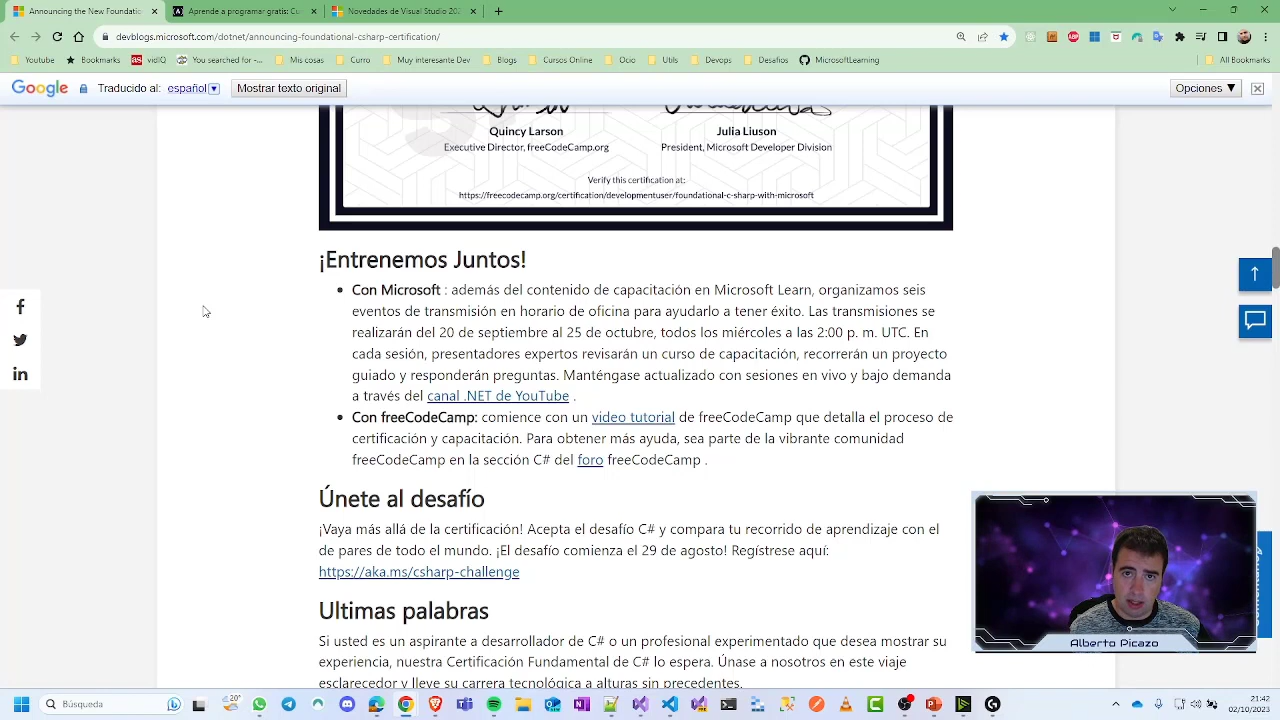 Announcing the New Foundatic
Aprende a programar gratis: Cu
Novedades de Visual Studio 202
devblogs.microsoft.com/dotnet/announcing-foundational-csharp-certification/
Youtube
Bookmarks
vidIQ
You searched for -...
Mis cosas
Curro
Muy interesante Dev
Blogs
Cursos Online
Ocio
Utils
Devops
Desafios
MicrosoftLearning
All Bookmarks
Google
Traducido al: español
Mostrar texto original
Opciones ▼
Quincy Larson
Julia Liuson
Executive Director, freeCodeCamp.org
President, Microsoft Developer Division
Verify this certification at:
https://freecodecamp.org/certification/developmentuser/foundational-c-sharp-with-microsoft
¡Entrenemos Juntos!
Con Microsoft : además del contenido de capacitación en Microsoft Learn, organizamos seis
eventos de transmisión en horario de oficina para ayudarlo a tener éxito. Las transmisiones se
realizarán del 20 de septiembre al 25 de octubre, todos los miércoles a las 2:00 p. m. UTC. En
cada sesión, presentadores expertos revisarán un curso de capacitación, recorrerán un proyecto
guiado y responderán preguntas. Manténgase actualizado con sesiones en vivo y bajo demanda
a través del canal .NET de YouTube .
Con freeCodeCamp: comience con un video tutorial de freeCodeCamp que detalla el proceso de
certificación y capacitación. Para obtener más ayuda, sea parte de la vibrante comunidad
freeCodeCamp en la sección C# del foro freeCodeCamp .
Únete al desafío
¡Vaya más allá de la certificación! Acepta el desafío C# y compara tu recorrido de aprendizaje con el
de pares de todo el mundo. ¡El desafío comienza el 29 de agosto! Regístrese aquí:
https://aka.ms/csharp-challenge
Ultimas palabras
Si usted es un aspirante a desarrollador de C# o un profesional experimentado que desea mostrar su
experiencia, nuestra Certificación Fundamental de C# lo espera. Únase a nosotros en este viaje
esclarecedor y lleve su carrera tecnológica a alturas sin precedentes.
Alberto Picazo
Búsqueda
20°
21:42
02/10/2023